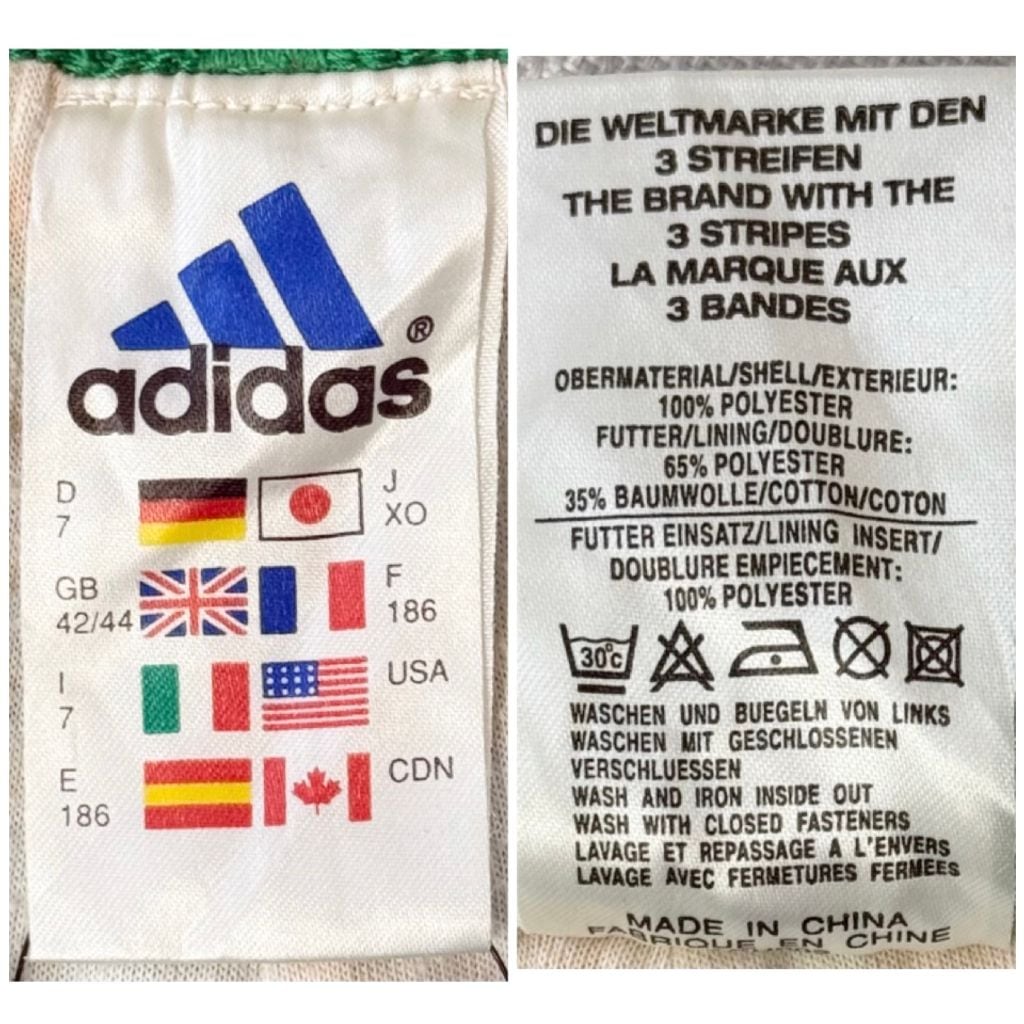 adidas®
D
7
J
XO
GB
42/44
F
186
I
7
USA
E
186
CDN
DIE WELTMARKE MIT DEN
3 STREIFEN
THE BRAND WITH THE
3 STRIPES
LA MARQUE AUX
3 BANDES
OBERMATERIAL/SHELL/EXTERIEUR:
100% POLYESTER
FUTTER/LINING/DOUBLURE:
65% POLYESTER
35% BAUMWOLLE/COTTON/COTON
FUTTER EINSATZ/LINING INSERT/
DOUBLURE EMPIECEMENT:
100% POLYESTER
30°c
WASCHEN UND BUEGELN VON LINKS
WASCHEN MIT GESCHLOSSENEN
VERSCHLUESSEN
WASH AND IRON INSIDE OUT
WASH WITH CLOSED FASTENERS
LAVAGE ET REPASSAGE A L'ENVERS
LAVAGE AVEC FERMETURES FERMEES
MADE IN CHINA
FABRIQUE EN CHINE